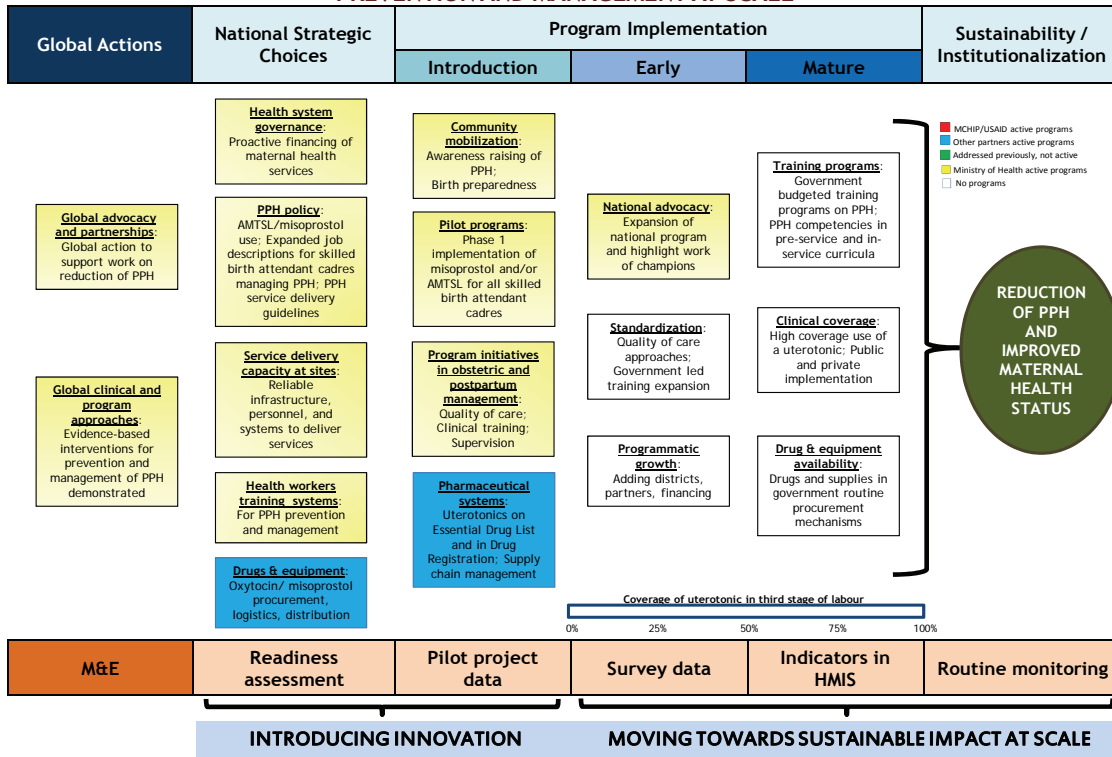 PREVENTION AND MANAGEMENT AT SCALE
Global Actions
National Strategic
Choices
Program Implementation
Introduction
Early
Mature
Sustainability /
Institutionalization
Global advocacy
and partnerships:
Global action to
support work on
reduction of PPH
Global clinical and
program
approaches:
Evidence-based
interventions for
prevention and
management of PPH
demonstrated
Health system
governance:
Proactive financing of
maternal health
services
PPH policy:
AMTSL/misoprostol
use; Expanded job
descriptions for skilled
birth attendant cadres
managing PPH; PPH
service delivery
guidelines
Service delivery
capacity at sites:
Reliable
infrastructure,
personnel, and
systems to deliver
services
Health workers
training systems:
For PPH prevention
and management
Drugs & equipment:
Oxytocin/ misoprostol
procurement,
logistics, distribution
Community
mobilization:
Awareness raising of
PPH;
Birth preparedness
Pilot programs:
Phase 1
implementation of
misoprostol and/or
AMTSL for all skilled
birth attendant
cadres
Program initiatives
in obstetric and
postpartum
management:
Quality of care;
Clinical training;
Supervision
Pharmaceutical
systems:
Uterotonics on
Essential Drug List
and in Drug
Registration; Supply
chain management
National advocacy:
Expansion of
national program
and highlight work
of champions
Standardization:
Quality of care
approaches;
Government led
training expansion
Programmatic
growth:
Adding districts,
partners, financing
Training programs:
Government
budgeted training
programs on PPH;
PPH competencies in
pre-service and in-
service curricula
Clinical coverage:
High coverage use of
a uterotonic; Public
and private
implementation
Drug & equipment
availability:
Drugs and supplies in
government routine
procurement
mechanisms
MCHIP/USAID active programs
Other partners active programs
Addressed previously, not active
Ministry of Health active programs
No programs
REDUCTION
OF PPH
AND
IMPROVED
MATERNAL
HEALTH
STATUS
Coverage of uterotonic in third stage of labour
0% 25% 50% 75% 100%
M&E
Readiness
assessment
Pilot project
data
Survey data
Indicators in
HMIS
Routine monitoring
INTRODUCING INNOVATION
MOVING TOWARDS SUSTAINABLE IMPACT AT SCALE